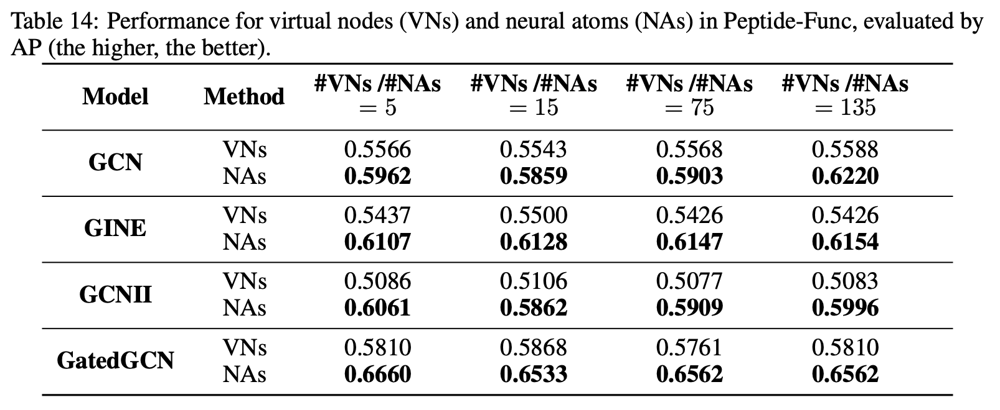 Table 14: Performance for virtual nodes (VNs) and neural atoms (NAs) in Peptide-Func, evaluated by
AP (the higher, the better).
Model Method #VNs /#NAs = 5 #VNs /#NAs = 15 #VNs /#NAs = 75 #VNs /#NAs = 135
GCN VNs 0.5566 0.5543 0.5568 0.5588
NAs 0.5962 0.5859 0.5903 0.6220
GINE VNs 0.5437 0.5500 0.5426 0.5426
NAs 0.6107 0.6128 0.6147 0.6154
GCNII VNs 0.5086 0.5106 0.5077 0.5083
NAs 0.6061 0.5862 0.5909 0.5996
GatedGCN VNs 0.5810 0.5868 0.5761 0.5810
NAs 0.6660 0.6533 0.6562 0.6562